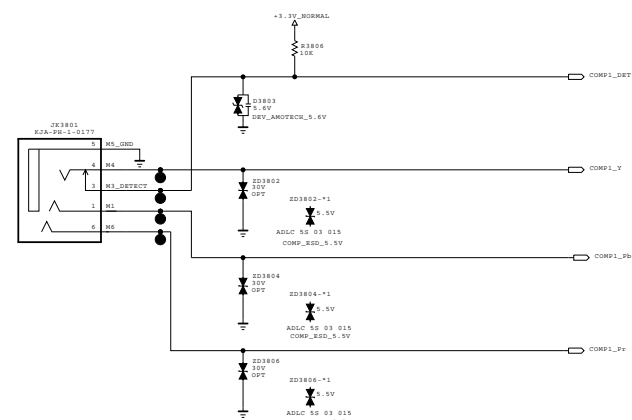 +3.3V_NORMAL
R3806
10K
COMP1_DET
D3803
5.6V
DEV_AMOTECH_5.6V
JK3801
KJA-PH-1-0177
5 M5_GND
4 M4
COMP1_Y
3 M3_DETECT
ZD3802
30V
OPT
ZD3802-*1
5.5V
ADLC 5S 03 015
COMP_ESD_5.5V
1 M1
6 M6
COMP1_Pb
ZD3804
30V
OPT
ZD3804-*1
5.5V
ADLC 5S 03 015
COMP_ESD_5.5V
COMP1_Pr
ZD3806
30V
OPT
ZD3806-*1
5.5V
ADLC 5S 03 015